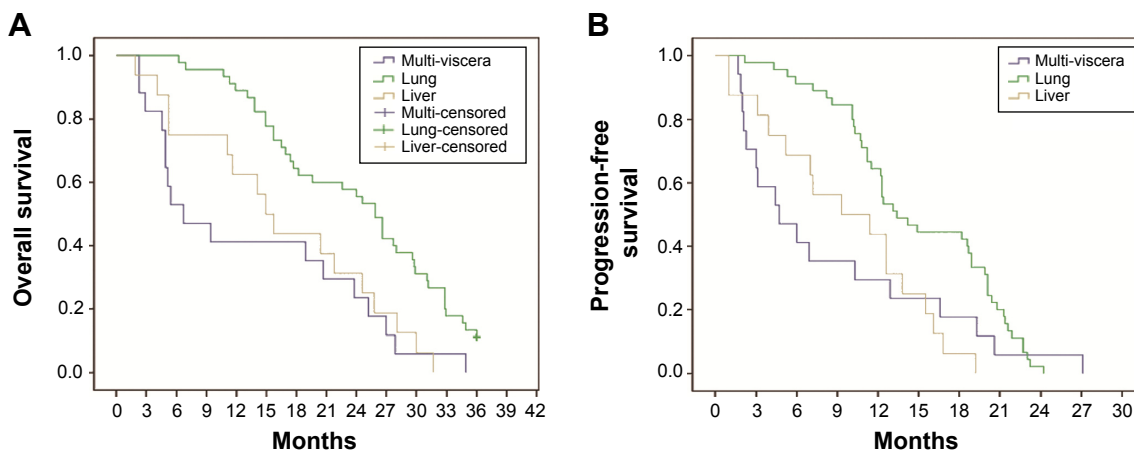 A
Overall survival
1.0
0.8
0.6
0.4
0.2
0.0
Multi-viscera
Lung
Liver
Multi-censored
Lung-censored
Liver-censored
0 3 6 9 12 15 18 21 24 27 30 33 36 39 42
Months
B
Progression-free
survival
1.0
0.8
0.6
0.4
0.2
0.0
Multi-viscera
Lung
Liver
0 3 6 9 12 15 18 21 24 27 30
Months